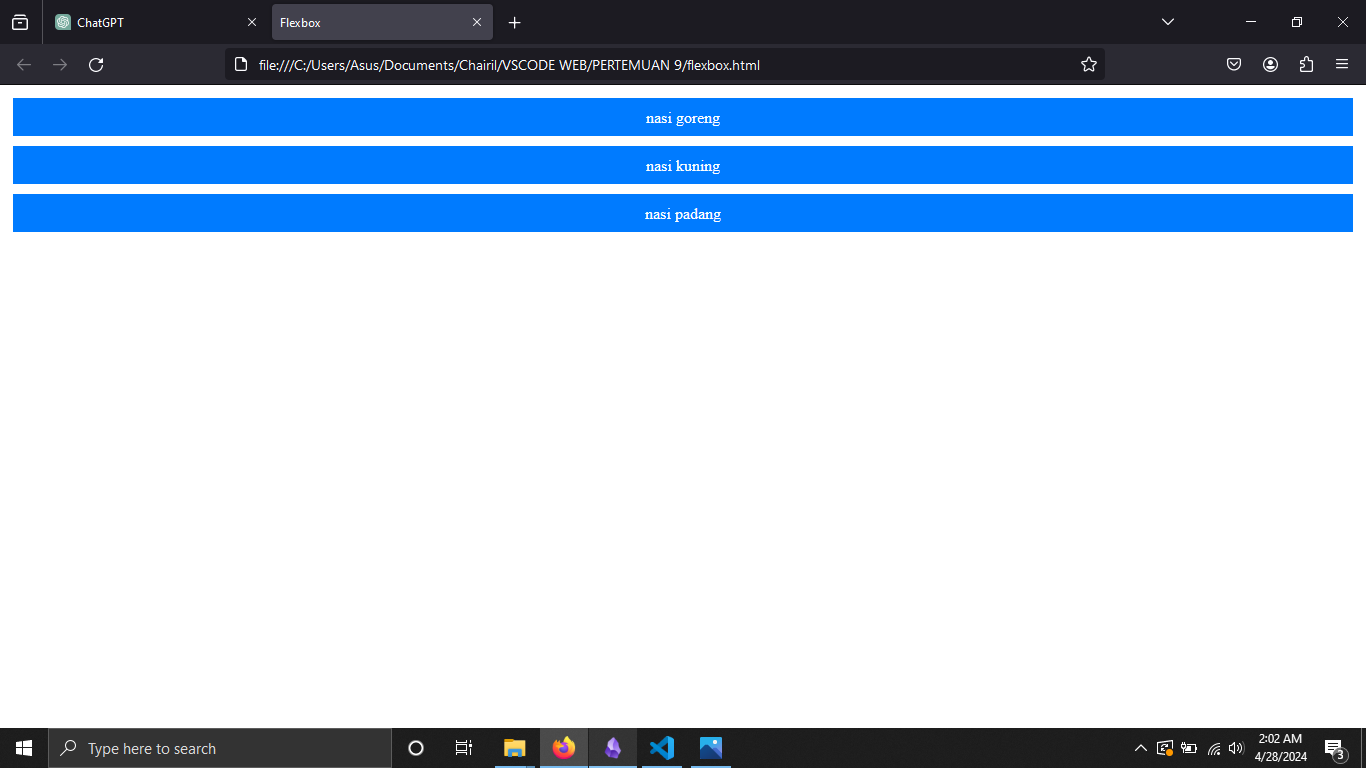 ChatGPT
Flexbox
file:///C:/Users/Asus/Documents/Chairil/VSCODE WEB/PERTEMUAN 9/flexbox.html
nasi goreng
nasi kuning
nasi padang
Type here to search
2:02 AM
4/28/2024
3